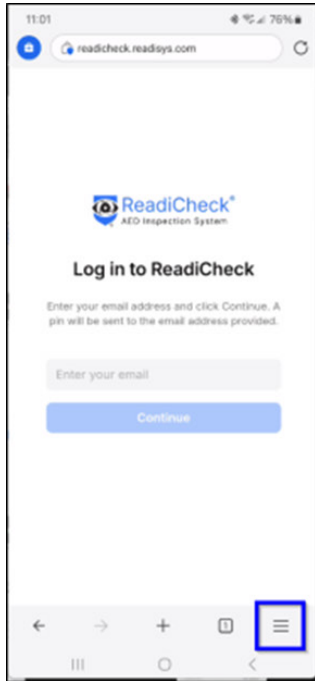 11:01
76%
readicheck.readisys.com
ReadiCheck®
AED Inspection System
Log in to ReadiCheck
Enter your email address and click Continue. A
pin will be sent to the email address provided.
Enter your email
Continue
1